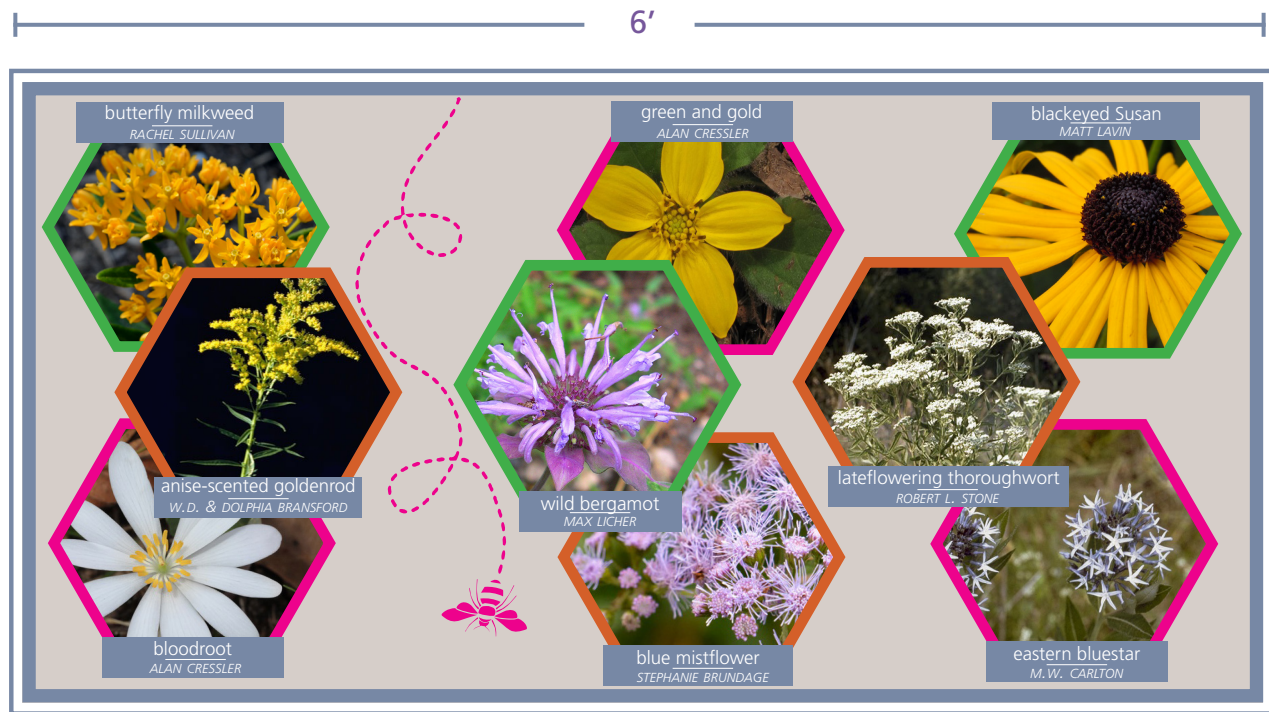 6’
butterfly milkweed
RACHEL SULLIVAN
green and gold
ALAN CRESSLER
blackeyed Susan
MATT LAVIN
anise-scented goldenrod
W.D. & DOLPHIA BRANSFORD
wild bergamot
MAX LICHER
lateflowering thoroughwort
ROBERT L. STONE
bloodroot
ALAN CRESSLER
blue mistflower
STEPHANIE BRUNDAGE
eastern bluestar
M.W. CARLTON